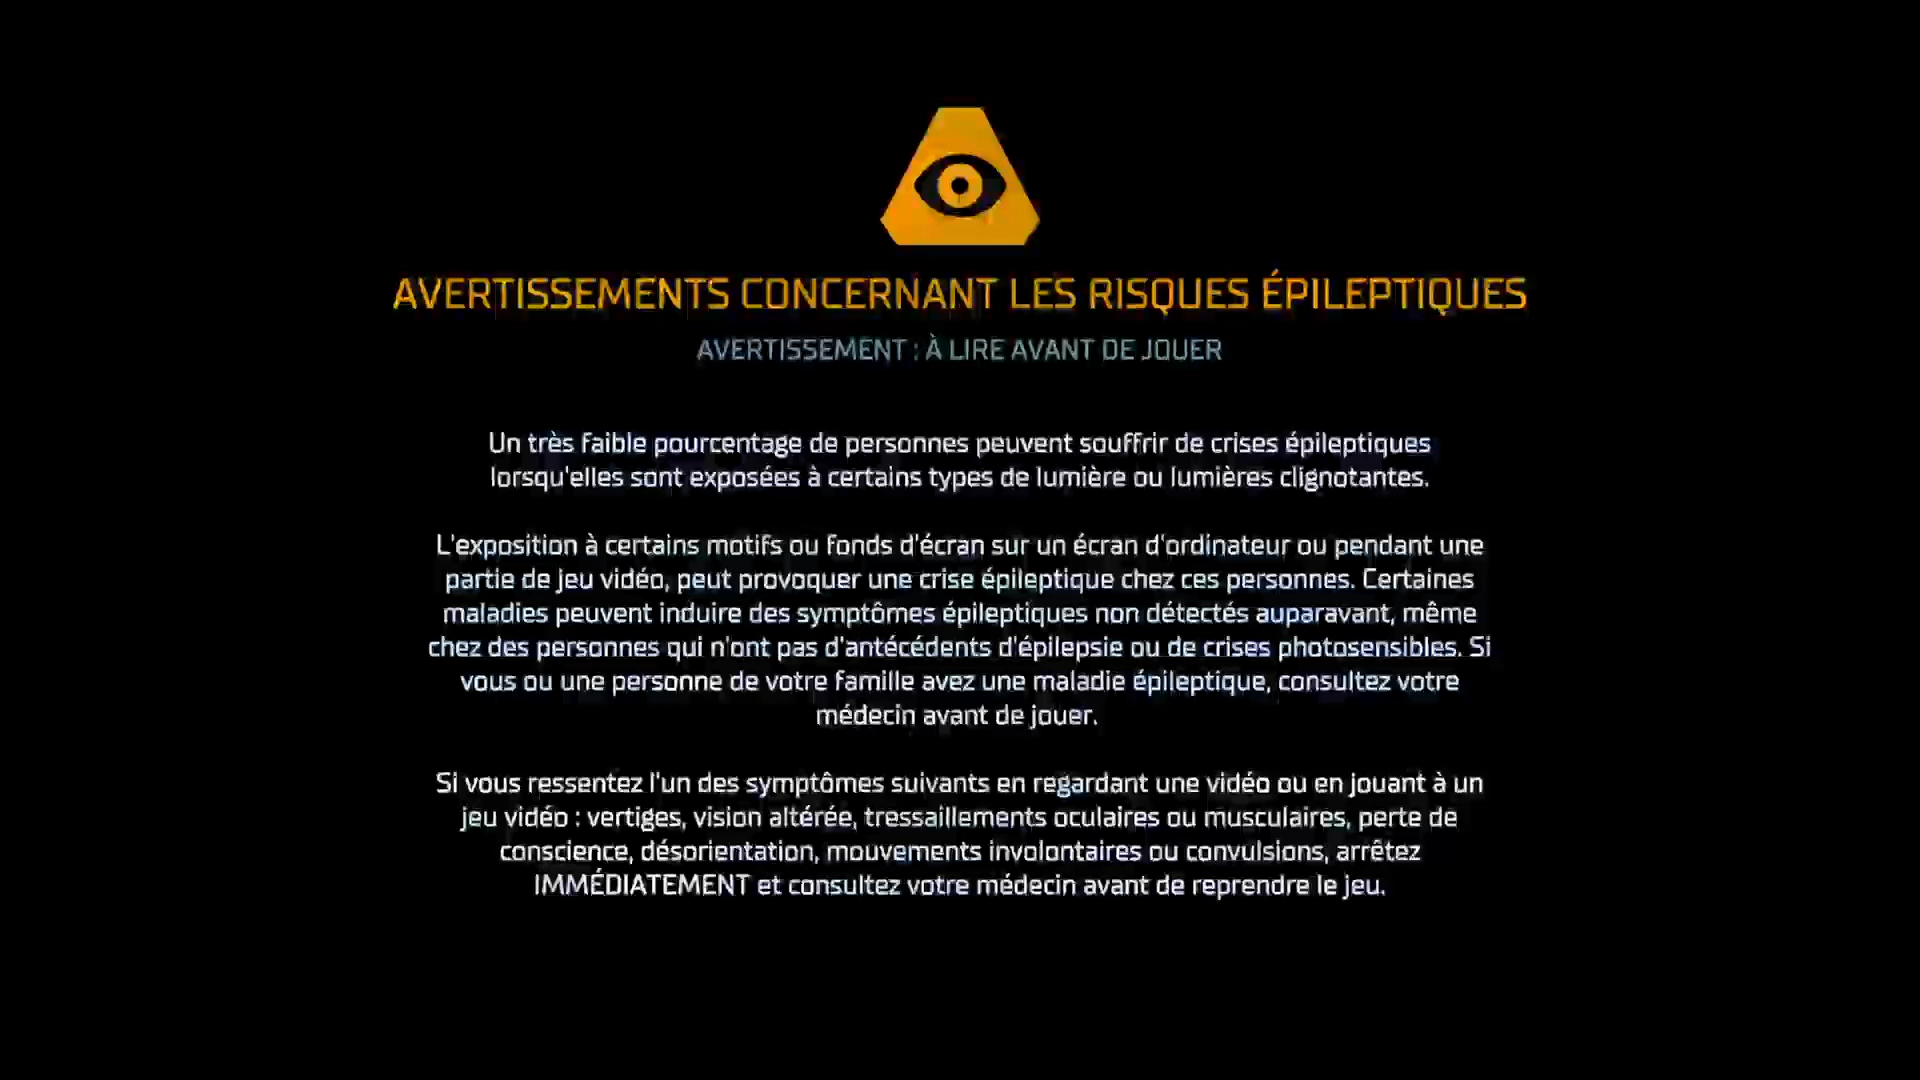 AVERTISSEMENTS CONCERNANT LES RISQUES ÉPILEPTIQUES
AVERTISSEMENT : À LIRE AVANT DE JOUER
Un très faible pourcentage de personnes peuvent souffrir de crises épileptiques
lorsqu'elles sont exposées à certains types de lumière ou lumières clignotantes.
L'exposition à certains motifs ou fonds d'écran sur un écran d'ordinateur ou pendant une
partie de jeu vidéo, peut provoquer une crise épileptique chez ces personnes. Certaines
maladies peuvent induire des symptômes épileptiques non détectés auparavant, même
chez des personnes qui n'ont pas d'antécédents d'épilepsie ou de crises photosensibles. Si
vous ou une personne de votre famille avez une maladie épileptique, consultez votre
médecin avant de jouer.
Si vous ressentez l'un des symptômes suivants en regardant une vidéo ou en jouant à un
jeu vidéo : vertiges, vision altérée, tressaillements oculaires ou musculaires, perte de
conscience, désorientation, mouvements involontaires ou convulsions, arrêtez
IMMÉDIATEMENT et consultez votre médecin avant de reprendre le jeu.